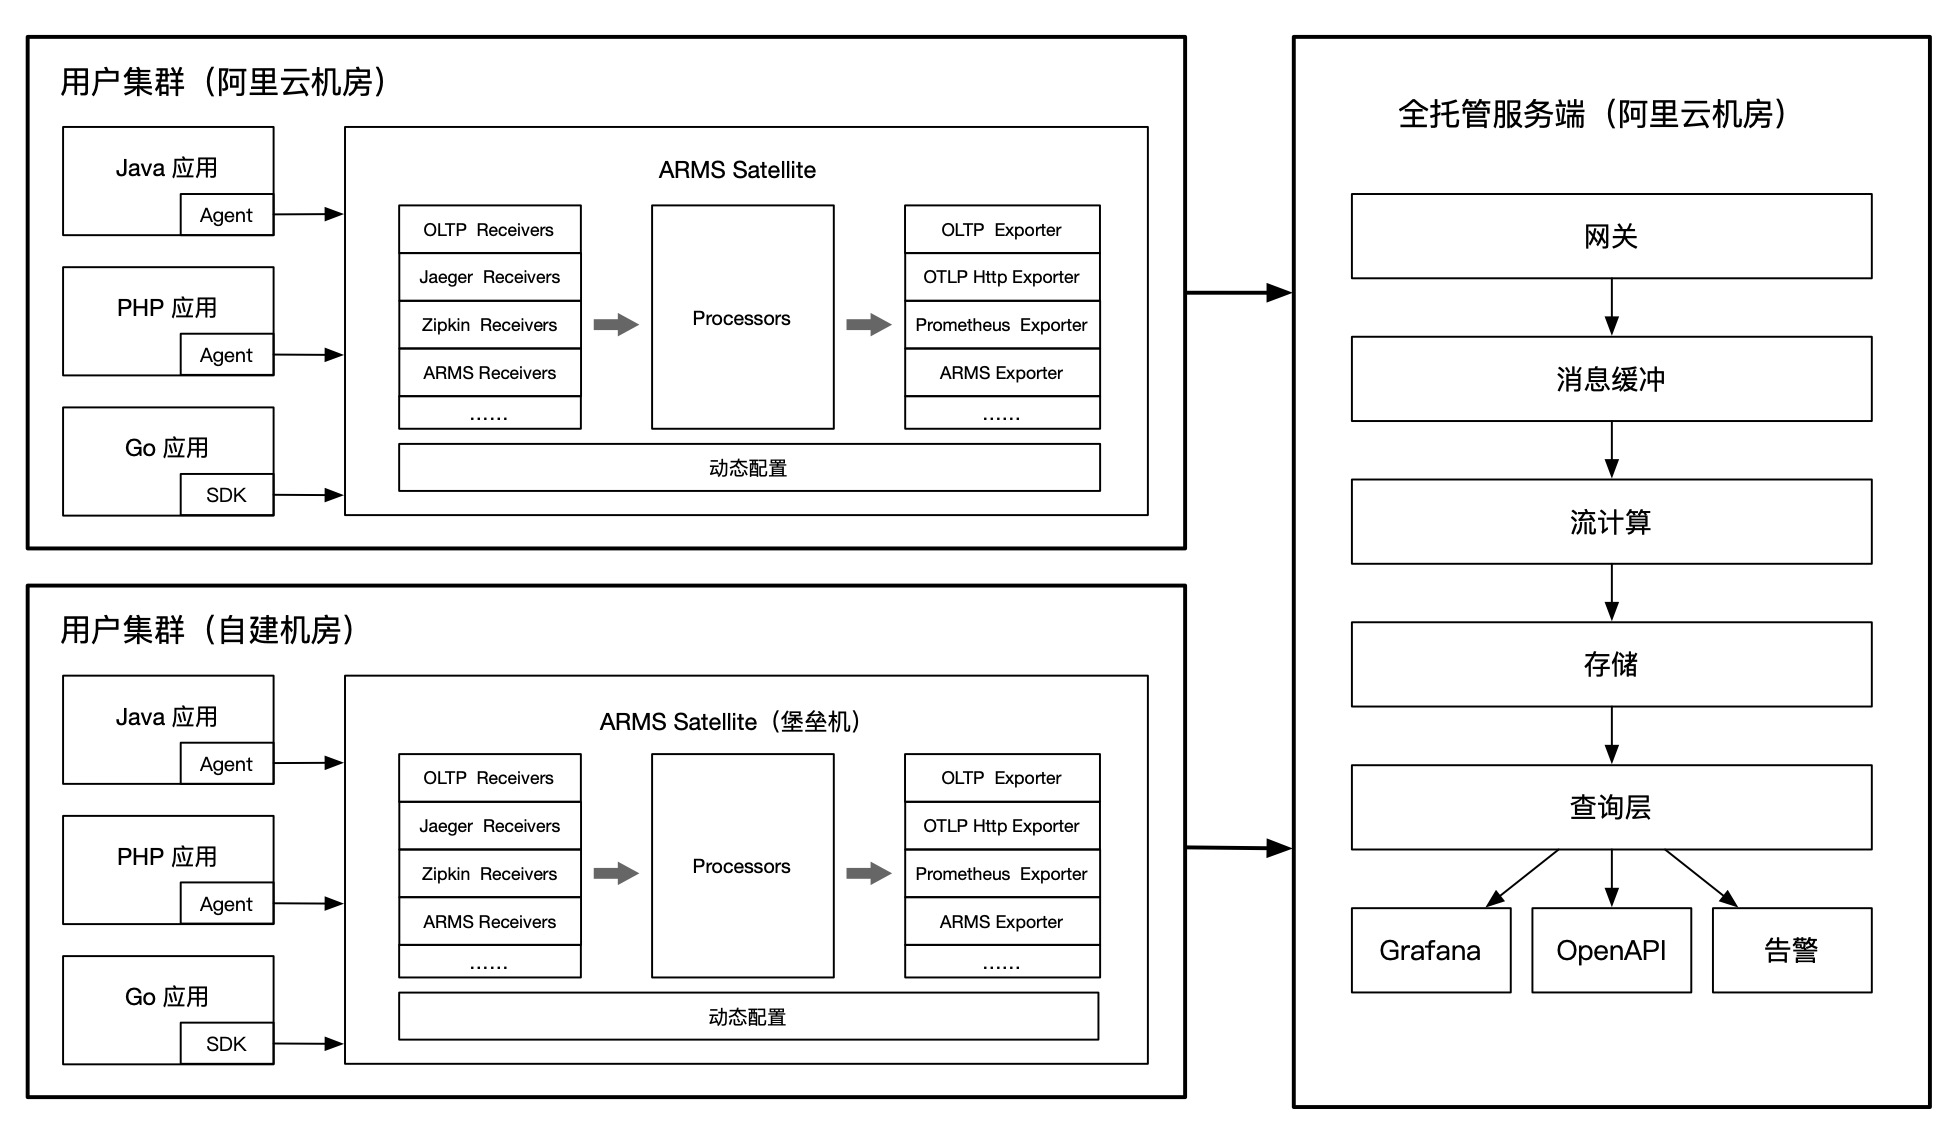 用户集群（阿里云机房）
Java 应用
Agent
PHP 应用
Agent
Go 应用
SDK
ARMS Satellite
OLTP Receivers
Jaeger Receivers
Zipkin Receivers
ARMS Receivers
......
Processors
OLTP Exporter
OTLP Http Exporter
Prometheus Exporter
ARMS Exporter
......
动态配置
用户集群（自建机房）
Java 应用
Agent
PHP 应用
Agent
Go 应用
SDK
ARMS Satellite（堡垒机）
OLTP Receivers
Jaeger Receivers
Zipkin Receivers
ARMS Receivers
......
Processors
OLTP Exporter
OTLP Http Exporter
Prometheus Exporter
ARMS Exporter
......
动态配置
全托管服务端（阿里云机房）
网关
消息缓冲
流计算
存储
查询层
Grafana
OpenAPI
告警